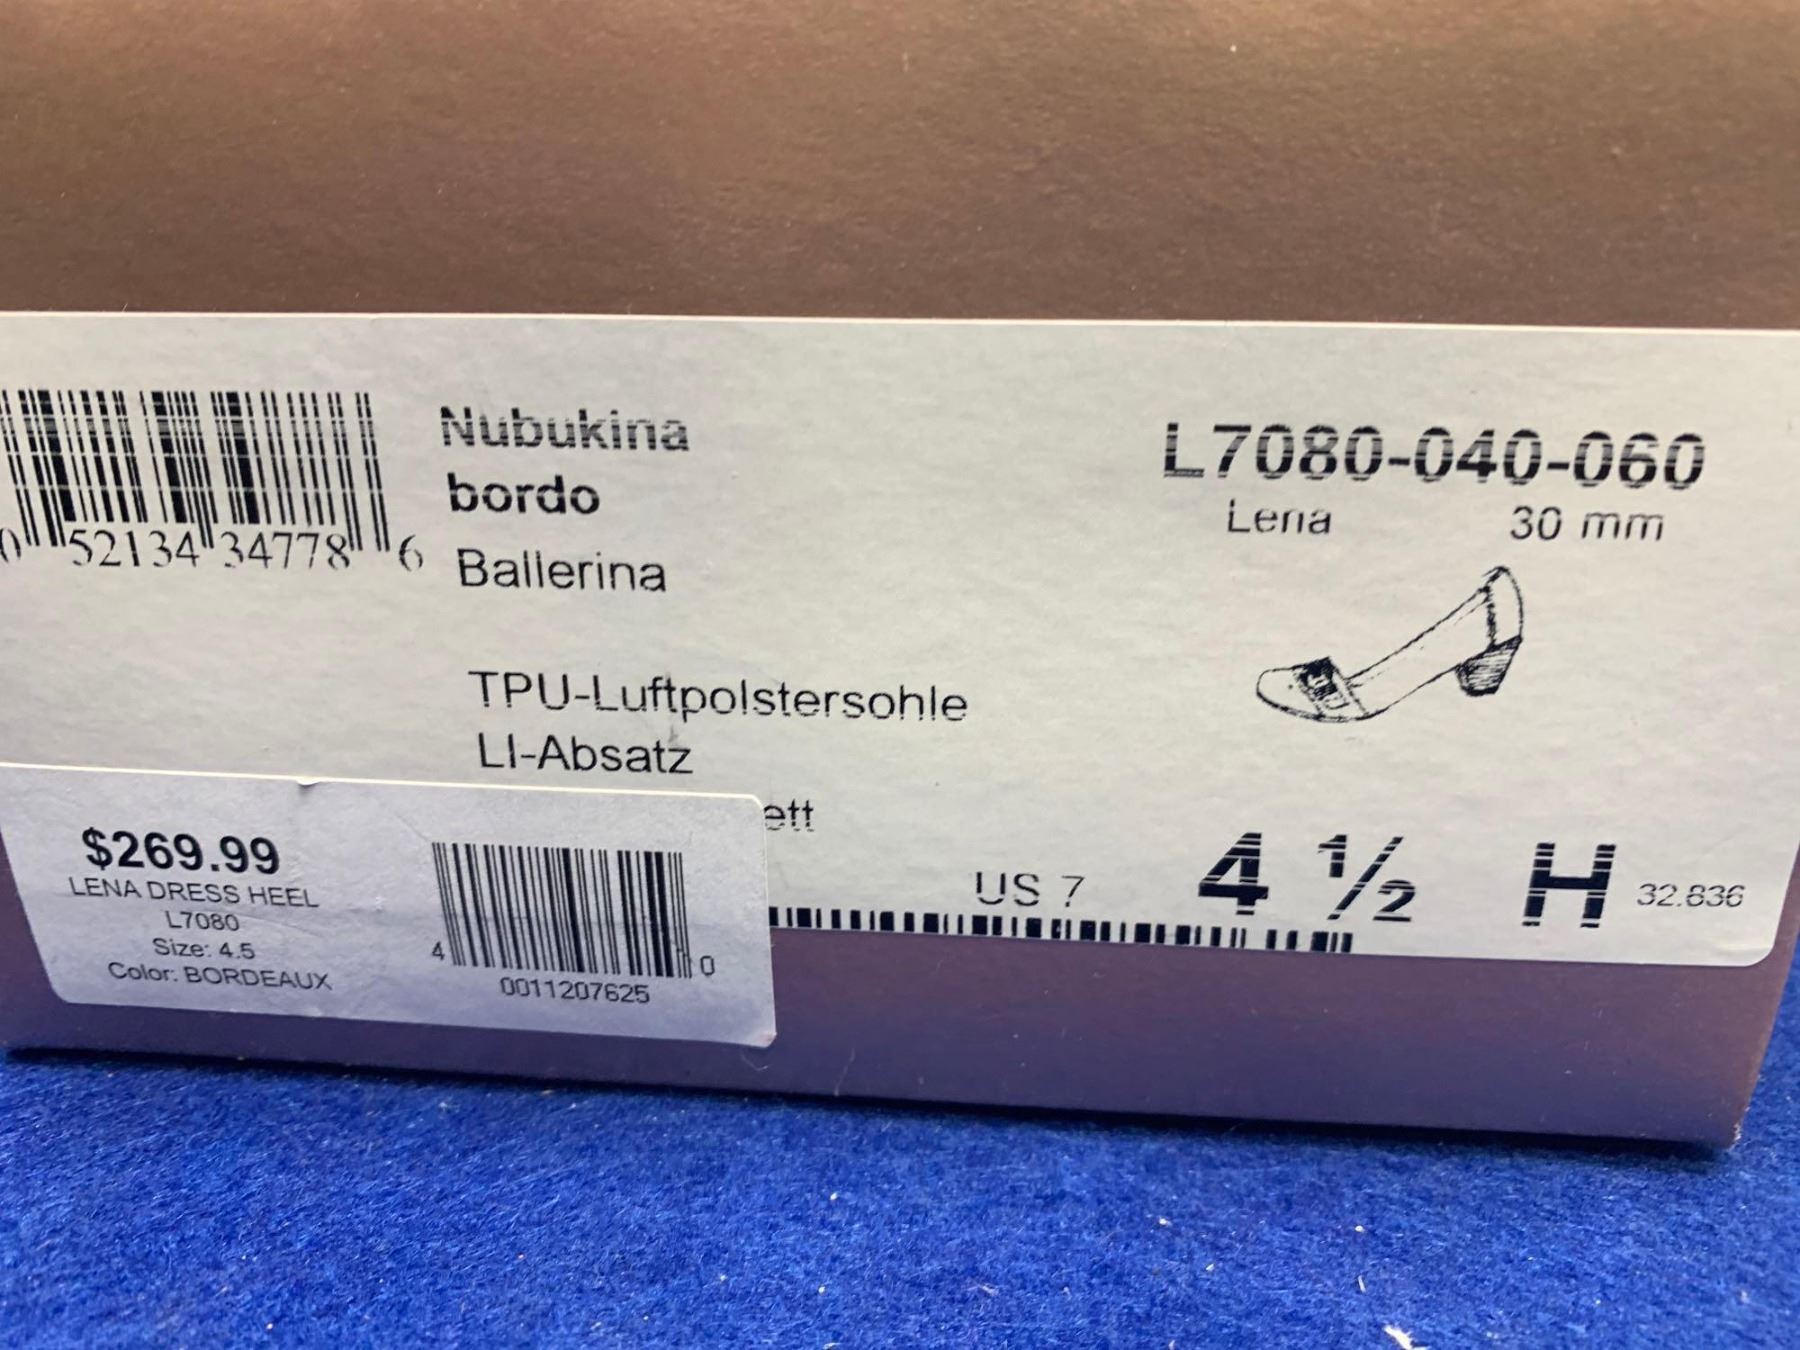 Nubukina
bordo
Ballerina
TPU-Luftpolstersohle
LI-Absatz
ett
0 52134 34778 6
L7080-040-060
Lena 30 mm
US 7 4 ½ H 32.836
$269.99
LENA DRESS HEEL
L7080
Size: 4.5
Color: BORDEAUX
4 0
0011207625